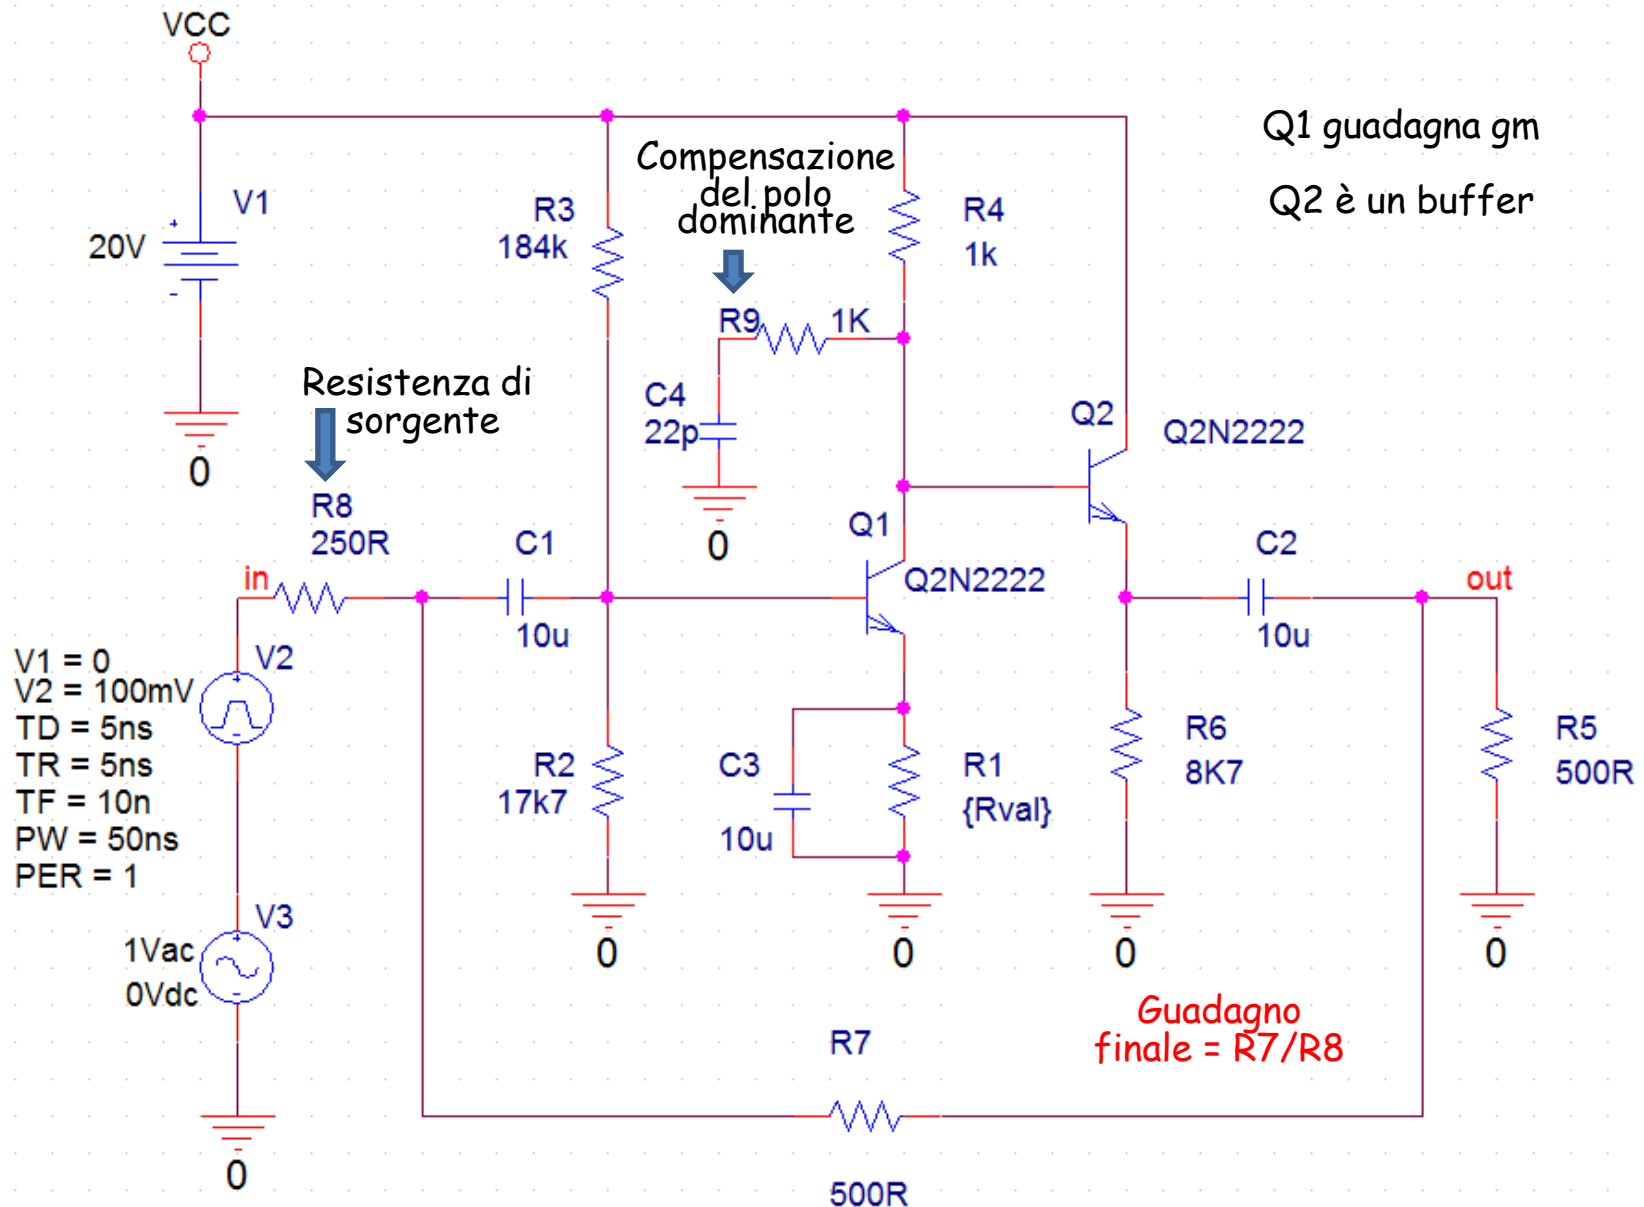 VCC
Q1 guadagna gm
Q2 è un buffer
Compensazione
del polo
dominante
V1
20V
R3
184k
R4
1k
R9
1K
C4
22p
0
0
Resistenza di
sorgente
R8
250R
in
C1
10u
Q1
Q2N2222
Q2
Q2N2222
C2
10u
out
V1 = 0
V2 = 100mV
TD = 5ns
TR = 5ns
TF = 10n
PW = 50ns
PER = 1
V2
R2
17k7
C3
10u
R1
{Rval}
R6
8K7
R5
500R
V3
1Vac
0Vdc
0
0
0
0
0
Guadagno
finale = R7/R8
R7
500R